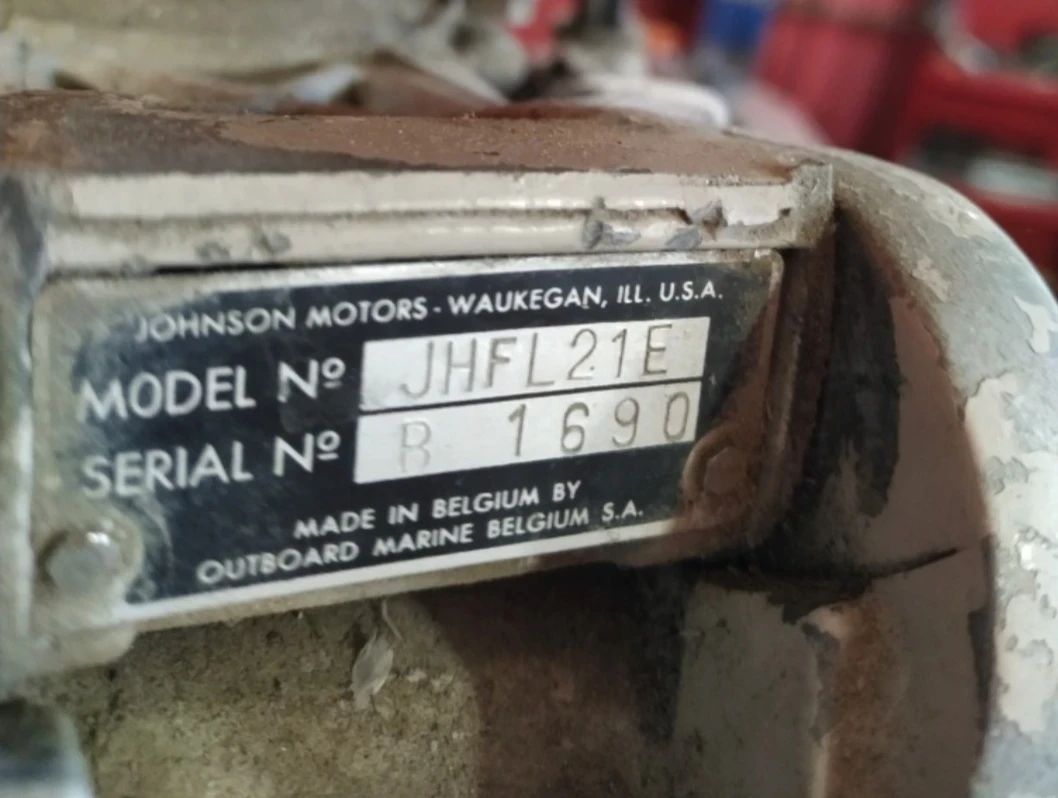 JOHNSON MOTORS - WAUKEGAN, ILL. U.S.A.
MODEL Nº JHFL21E
SERIAL Nº B 1690
MADE IN BELGIUM BY
OUTBOARD MARINE BELGIUM S.A.